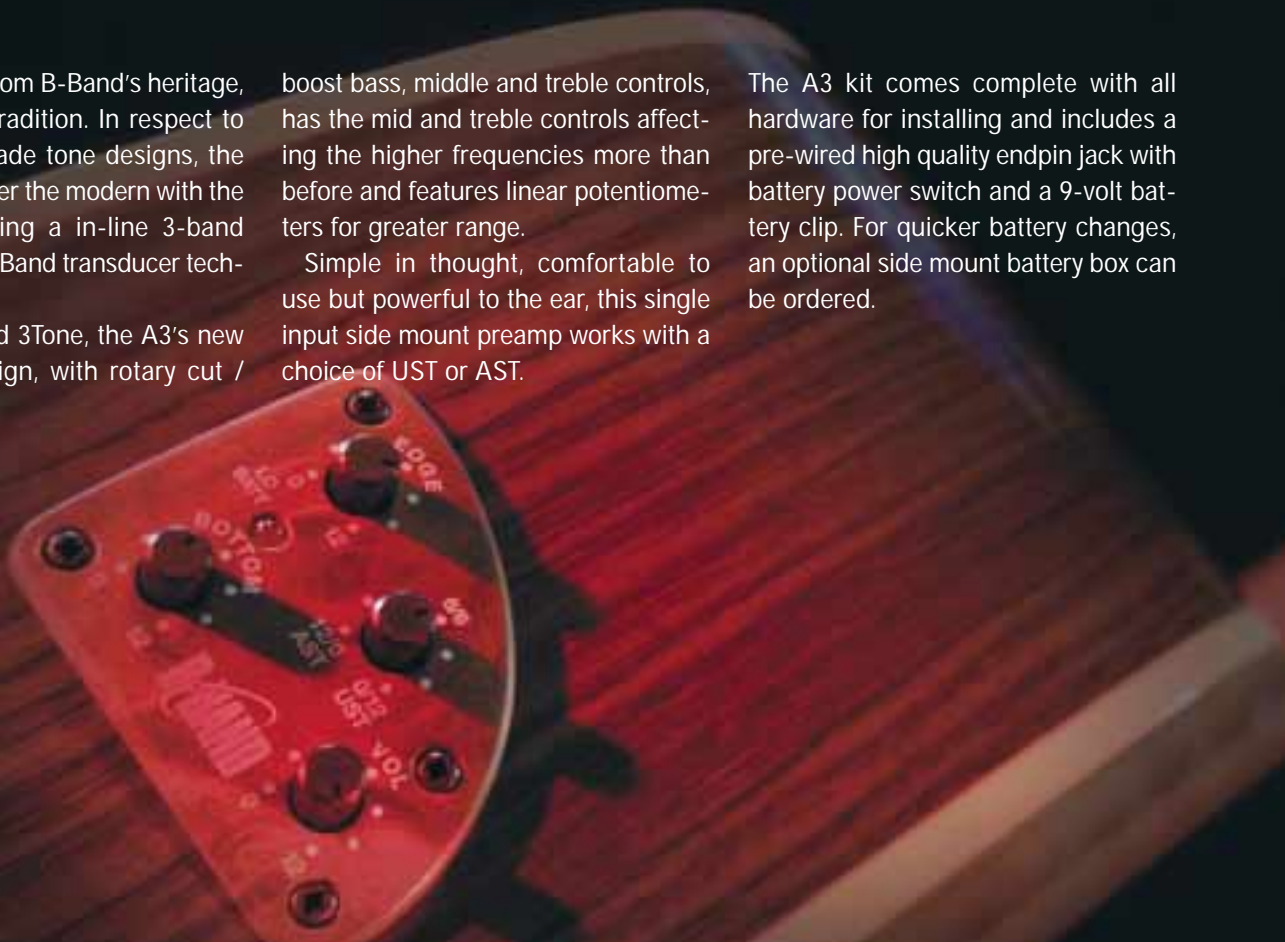 om B-Band's heritage,
radition. In respect to
ade tone designs, the
er the modern with the
ing a in-line 3-band
Band transducer tech-
d 3Tone, the A3's new
ign, with rotary cut /
boost bass, middle and treble controls,
has the mid and treble controls affect-
ing the higher frequencies more than
before and features linear potentiome-
ters for greater range.
Simple in thought, comfortable to
use but powerful to the ear, this single
input side mount preamp works with a
choice of UST or AST.
The A3 kit comes complete with all
hardware for installing and includes a
pre-wired high quality endpin jack with
battery power switch and a 9-volt bat-
tery clip. For quicker battery changes,
an optional side mount battery box can
be ordered.
EDGE
BOTTOM
AST
UST
VOL